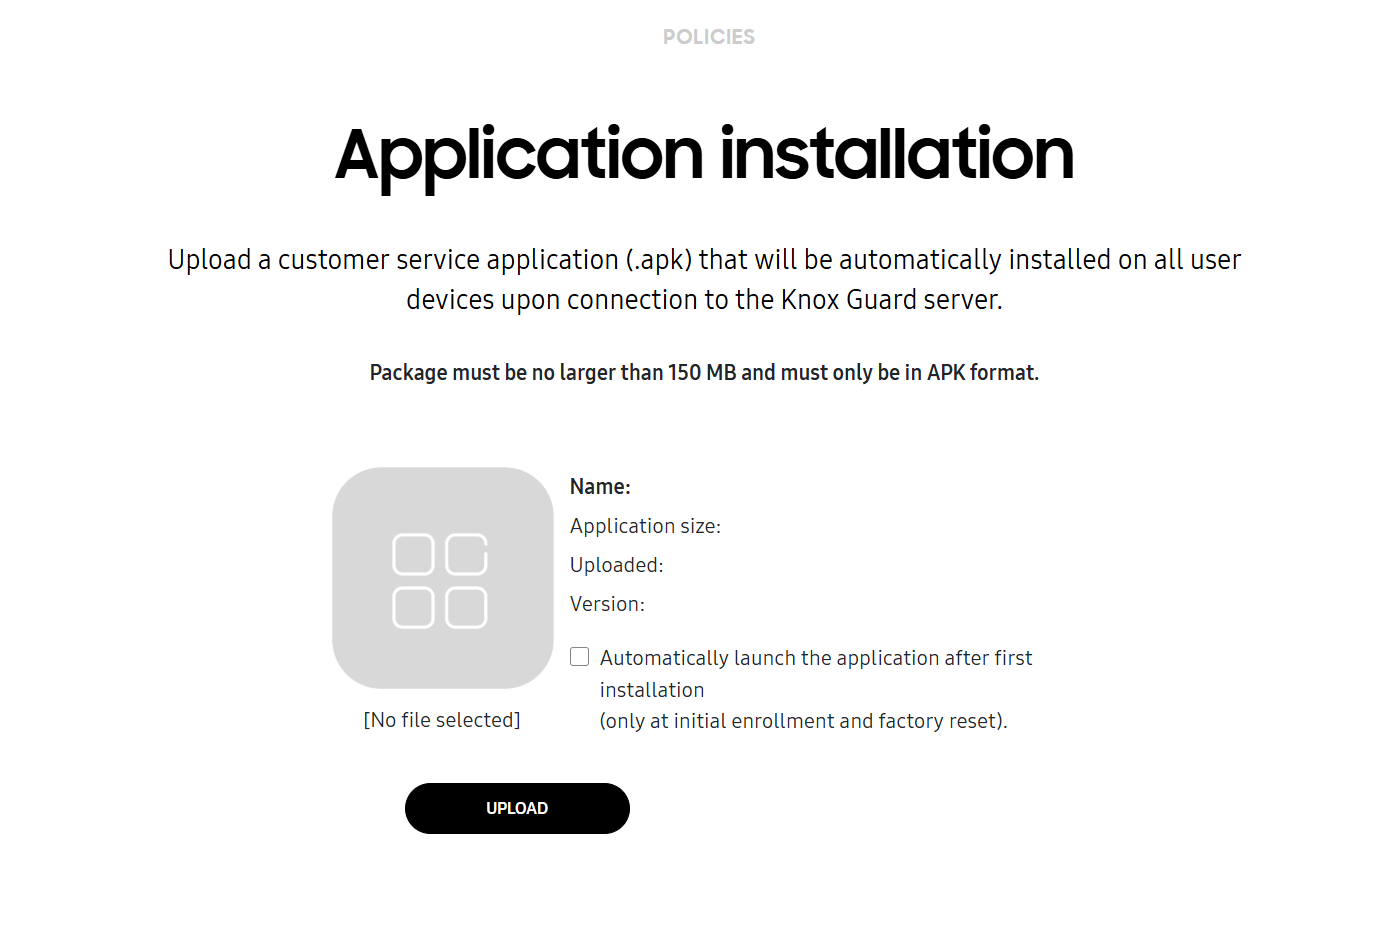 POLICIES
Application installation
Upload a customer service application (.apk) that will be automatically installed on all user
devices upon connection to the Knox Guard server.
Package must be no larger than 150 MB and must only be in APK format.
Name:
Application size:
Uploaded:
Version:
Automatically launch the application after first
installation
(only at initial enrollment and factory reset).
[No file selected]
UPLOAD